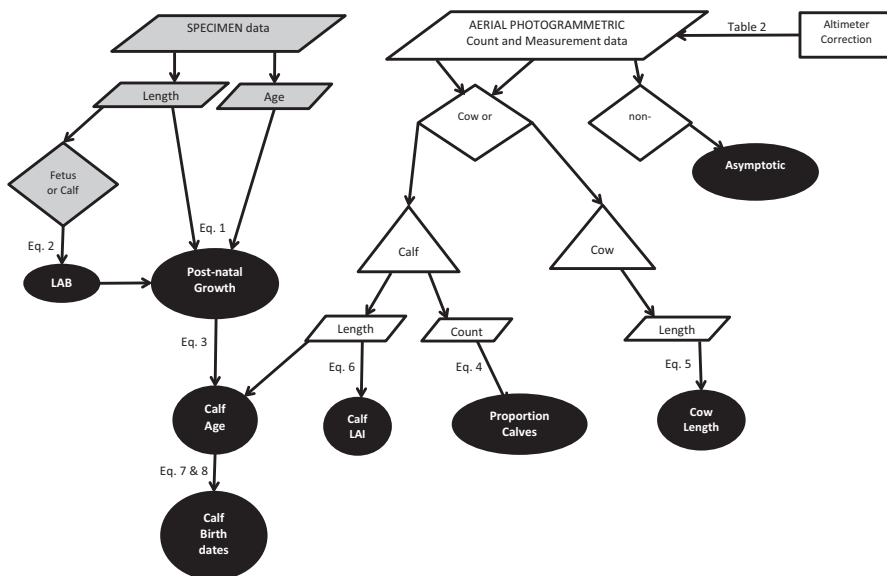 SPECIMEN data
AERIAL PHOTOGRAMMETRIC
Count and Measurement data
Table 2
Altimeter
Correction
Length
Age
Cow or
non-
Asymptotic
Fetus
or Calf
Eq. 1
Eq. 2
LAB
Post-natal
Growth
Calf
Cow
Eq. 3
Length
Count
Length
Eq. 6
Eq. 4
Eq. 5
Calf
Age
Calf
LAI
Proportion
Calves
Cow
Length
Eq. 7 & 8
Calf
Birth
dates